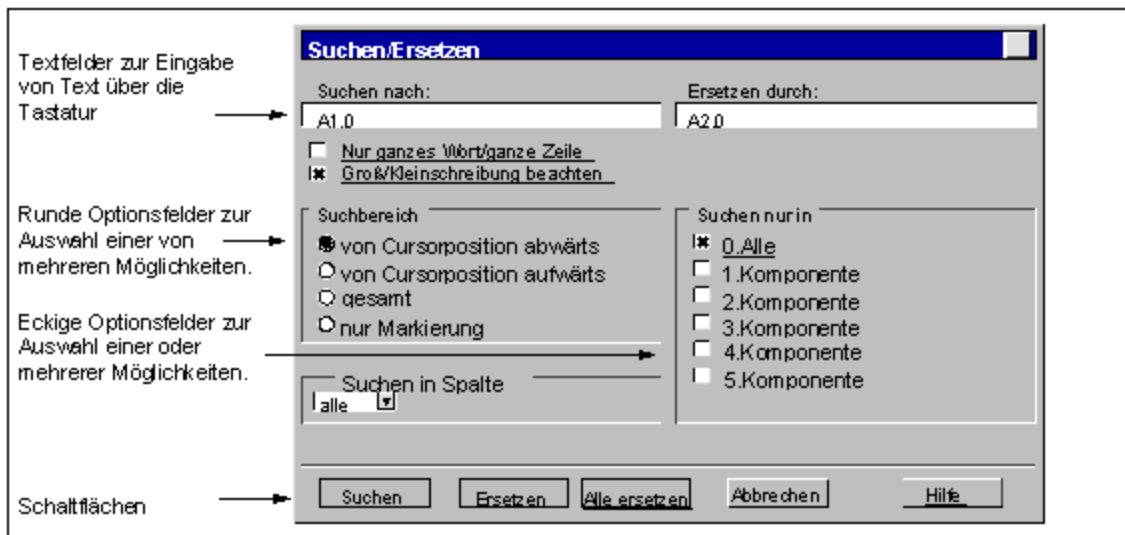 Suchen/Ersetzen
Textfelder zur Eingabe
von Text über die
Tastatur
Suchen nach:
Ersetzen durch:
A1.0
A2.0
Nur ganzes Wort/ganze Zeile
Groß/Kleinschreibung beachten
Runde Optionsfelder zur
Auswahl einer von
mehreren Möglichkeiten.
Suchbereich
von Cursorposition abwärts
von Cursorposition aufwärts
gesamt
nur Markierung
Suchen nur in
0.Alle
1.Komponente
2.Komponente
3.Komponente
4.Komponente
5.Komponente
Eckige Optionsfelder zur
Auswahl einer oder
mehrerer Möglichkeiten.
Suchen in Spalte
alle
Schaltflächen
Suchen
Ersetzen
Alle ersetzen
Abbrechen
Hilfe